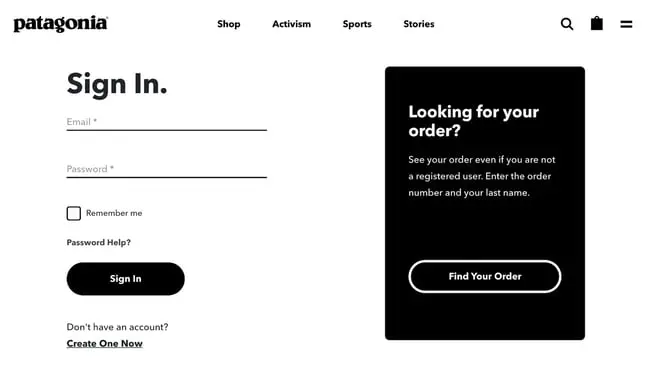 patagonia
Shop Activism Sports Stories
Sign In.
Email *
Password *
Remember me
Password Help?
Sign In
Don't have an account?
Create One Now
Looking for your
order?
See your order even if you are not
a registered user. Enter the order
number and your last name.
Find Your Order